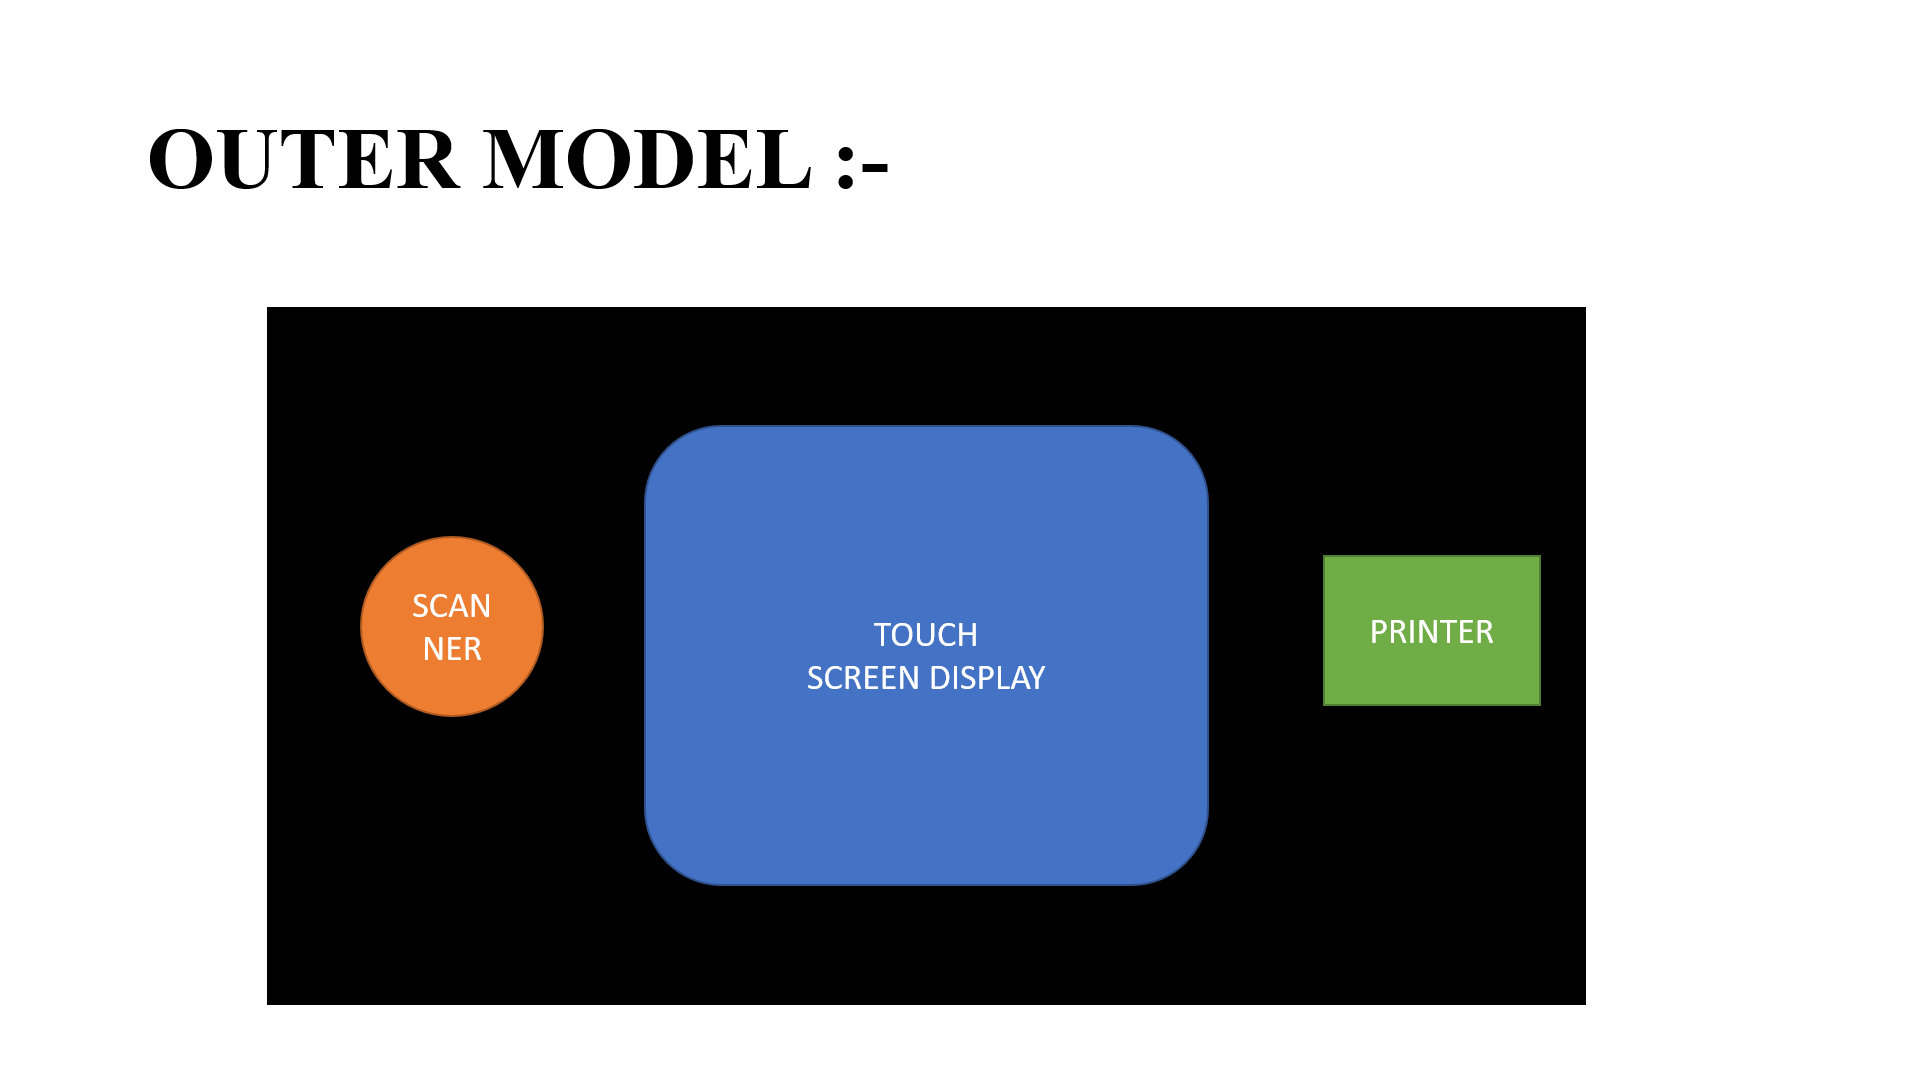 OUTER MODEL :-
SCAN
NER
TOUCH
SCREEN DISPLAY
PRINTER